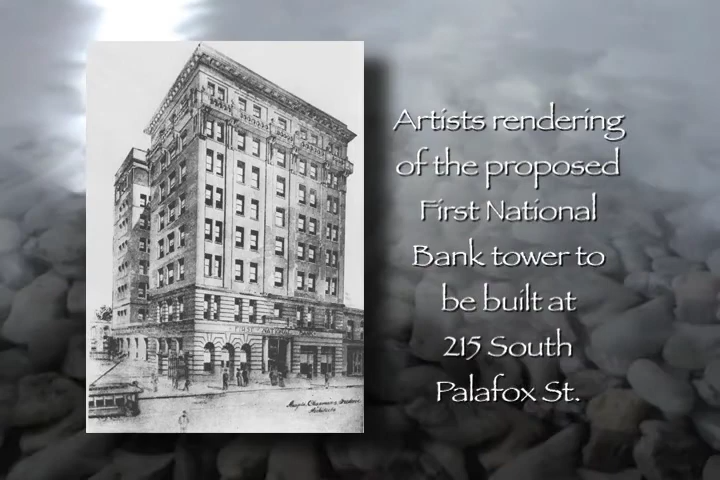 Artists rendering
of the proposed
First National
Bank tower to
be built at
215 South
Palafox St.
FIRST NATIONAL
Architects